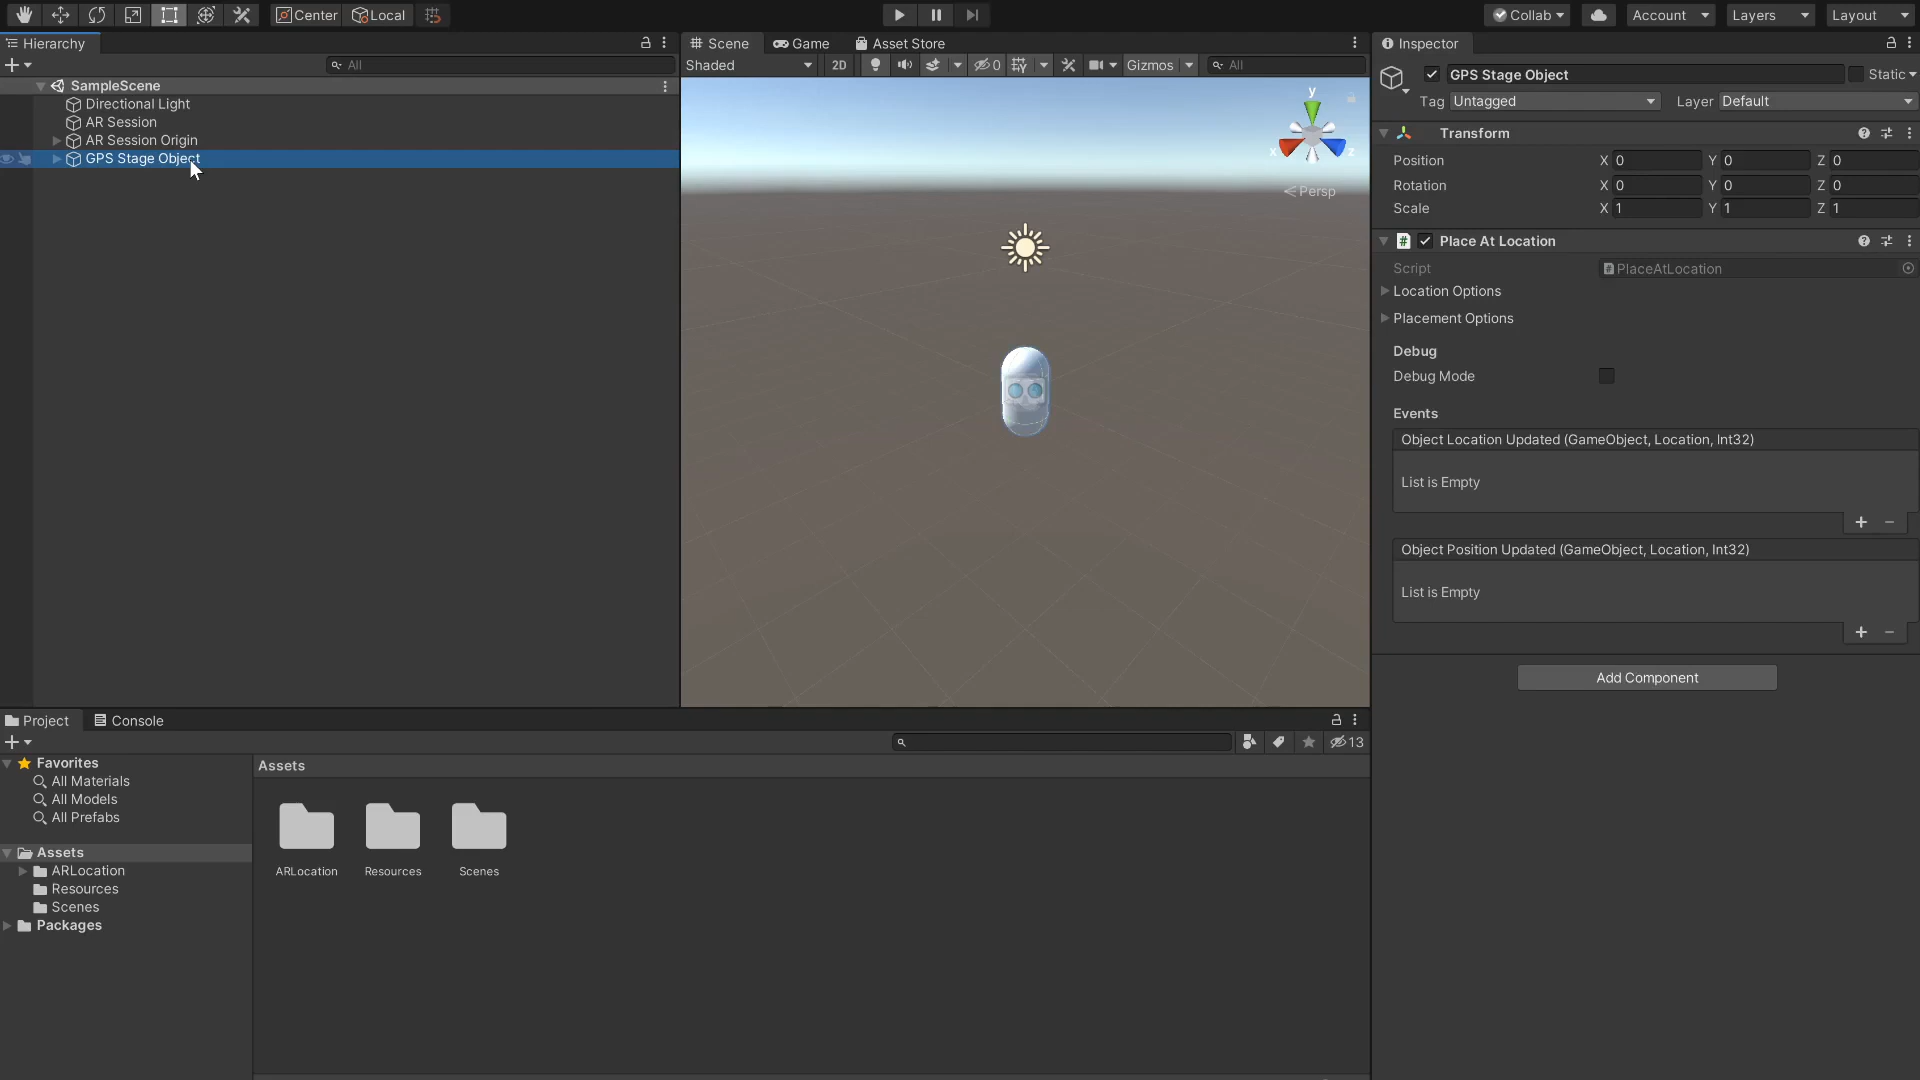 Center
Local
Collab
Account
Layers
Layout
Hierarchy
All
SampleScene
Directional Light
AR Session
AR Session Origin
GPS Stage Object
Scene
Game
Asset Store
Shaded
2D
0
Gizmos
All
y
x
z
Persp
Inspector
GPS Stage Object
Static
Tag
Untagged
Layer
Default
Transform
Position
X 0
Y 0
Z 0
Rotation
X 0
Y 0
Z 0
Scale
X 1
Y 1
Z 1
Place At Location
Script
PlaceAtLocation
Location Options
Placement Options
Debug
Debug Mode
Events
Object Location Updated (GameObject, Location, Int32)
List is Empty
Object Position Updated (GameObject, Location, Int32)
List is Empty
Add Component
Project
Console
13
Favorites
All Materials
All Models
All Prefabs
Assets
ARLocation
Resources
Scenes
Packages
Assets
ARLocation
Resources
Scenes